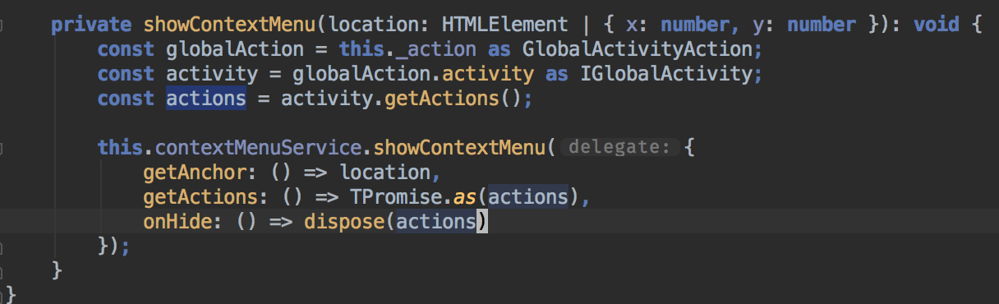 private showContextMenu(location: HTMLElement | { x: number, y: number }): void {
const globalAction = this._action as GlobalActivityAction;
const activity = globalAction.activity as IGlobalActivity;
const actions = activity.getActions();
this.contextMenuService.showContextMenu( delegate: {
getAnchor: () => location,
getActions: () => TPromise.as(actions),
onHide: () => dispose(actions)
});
}
}